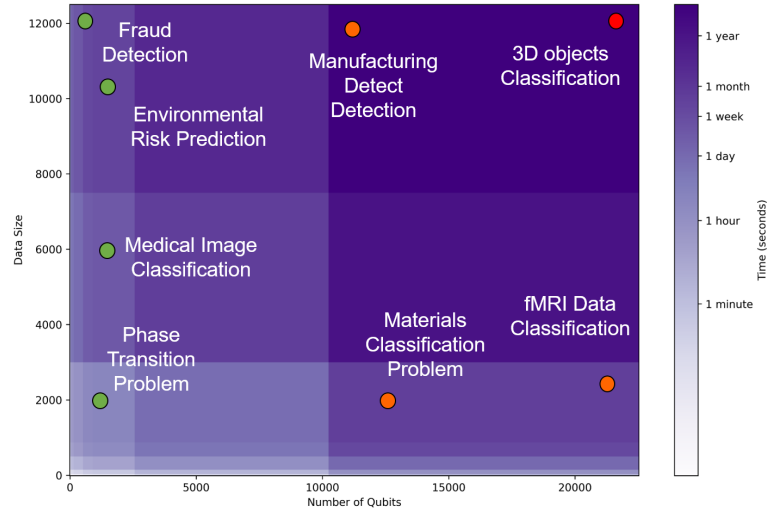 12000
10000
8000
6000
4000
2000
0
Data Size
0
5000
10000
15000
20000
Number of Qubits
Fraud
Detection
Environmental
Risk Prediction
Medical Image
Classification
Phase
Transition
Problem
Manufacturing
Detect
Detection
3D objects
Classification
Materials
Classification
Problem
fMRI Data
Classification
1 year
1 month
1 week
1 day
1 hour
1 minute
Time (seconds)